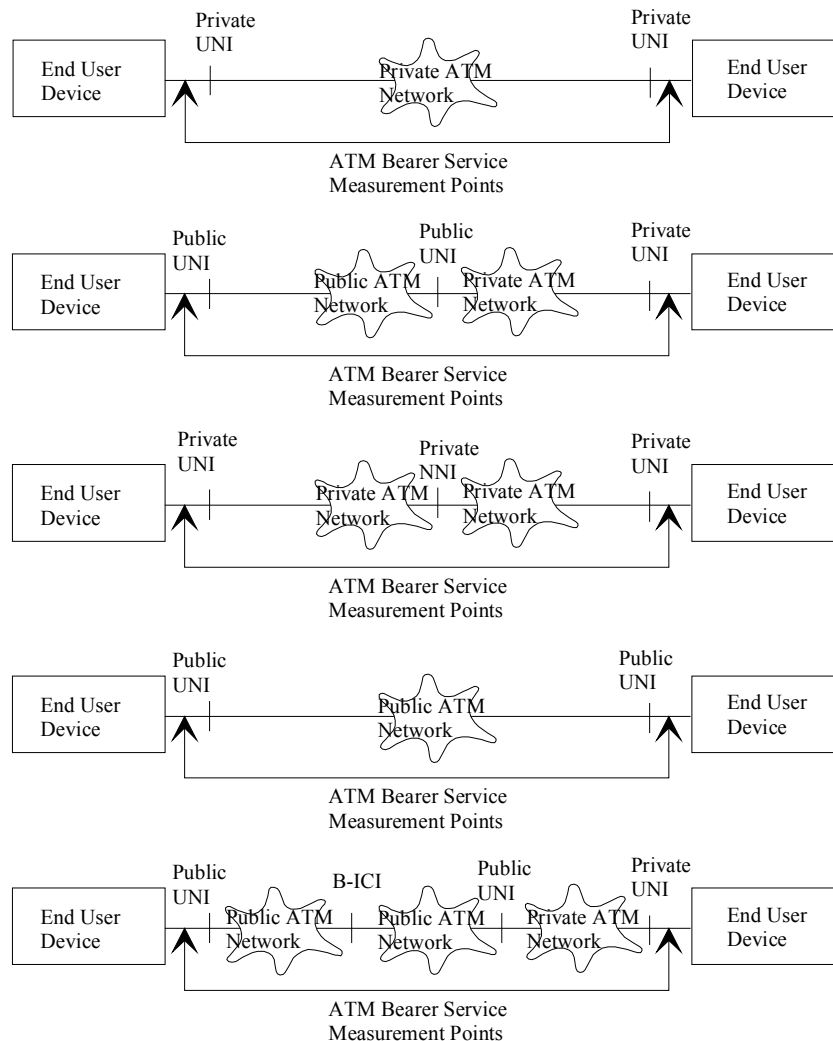 Private
UNI
Private
UNI
End User
Device
Private ATM
Network
End User
Device
ATM Bearer Service
Measurement Points
Public
UNI
Public
UNI
Private
UNI
End User
Device
Public ATM
Network
Private ATM
Network
End User
Device
ATM Bearer Service
Measurement Points
Private
UNI
Private
NNI
Private
UNI
End User
Device
Private ATM
Network
Private ATM
Network
End User
Device
ATM Bearer Service
Measurement Points
Public
UNI
Public
UNI
End User
Device
Public ATM
Network
End User
Device
ATM Bearer Service
Measurement Points
Public
UNI
B-ICI
Public
UNI
Private
UNI
End User
Device
Public ATM
Network
Public ATM
Network
Private ATM
Network
End User
Device
ATM Bearer Service
Measurement Points